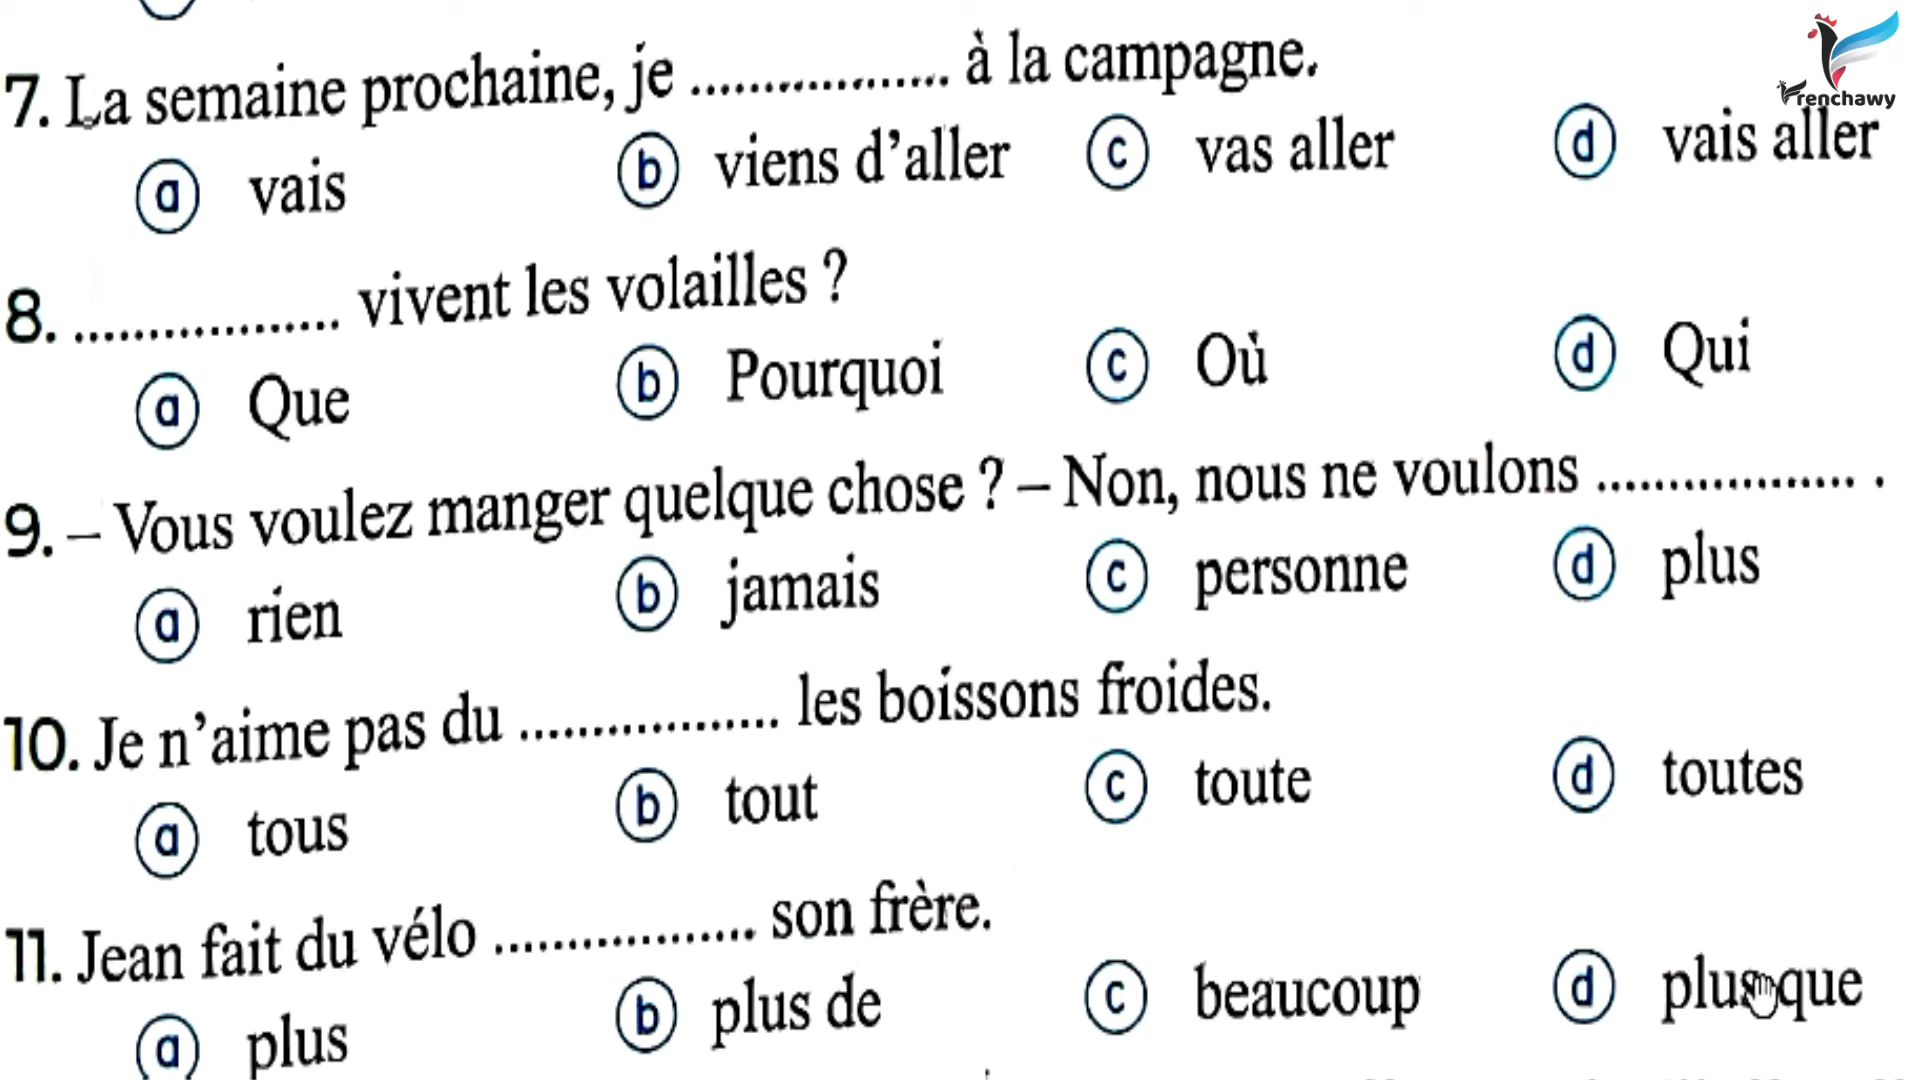 Frenchawy
7. La semaine prochaine, je .................. à la campagne.
a vais b viens d'aller c vas aller d vais aller
8. .................. vivent les volailles ?
a Que b Pourquoi c Où d Qui
9. – Vous voulez manger quelque chose ? – Non, nous ne voulons .................. .
a rien b jamais c personne d plus
10. Je n'aime pas du .................. les boissons froides.
a tous b tout c toute d toutes
11. Jean fait du vélo .................. son frère.
a plus b plus de c beaucoup d plus que